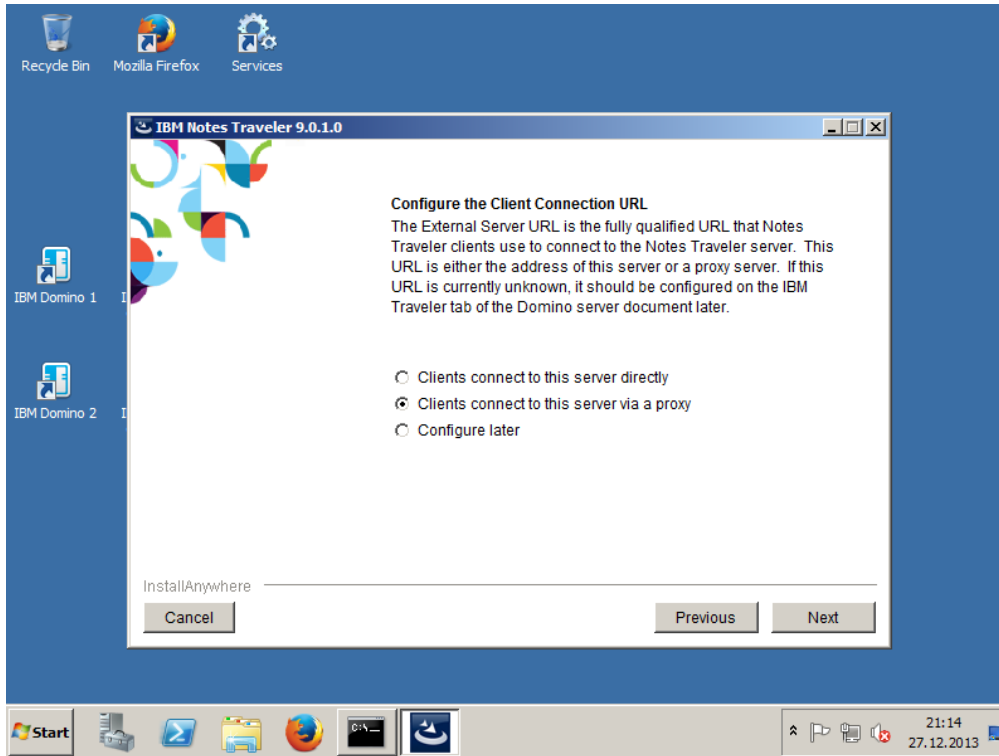 Recycle Bin
Mozilla Firefox
Services
IBM Notes Traveler 9.0.1.0
Configure the Client Connection URL
The External Server URL is the fully qualified URL that Notes
Traveler clients use to connect to the Notes Traveler server. This
URL is either the address of this server or a proxy server. If this
URL is currently unknown, it should be configured on the IBM
Traveler tab of the Domino server document later.
IBM Domino 1
Clients connect to this server directly
Clients connect to this server via a proxy
IBM Domino 2
Configure later
InstallAnywhere
Cancel
Previous
Next
Start
C:\
21:14
27.12.2013